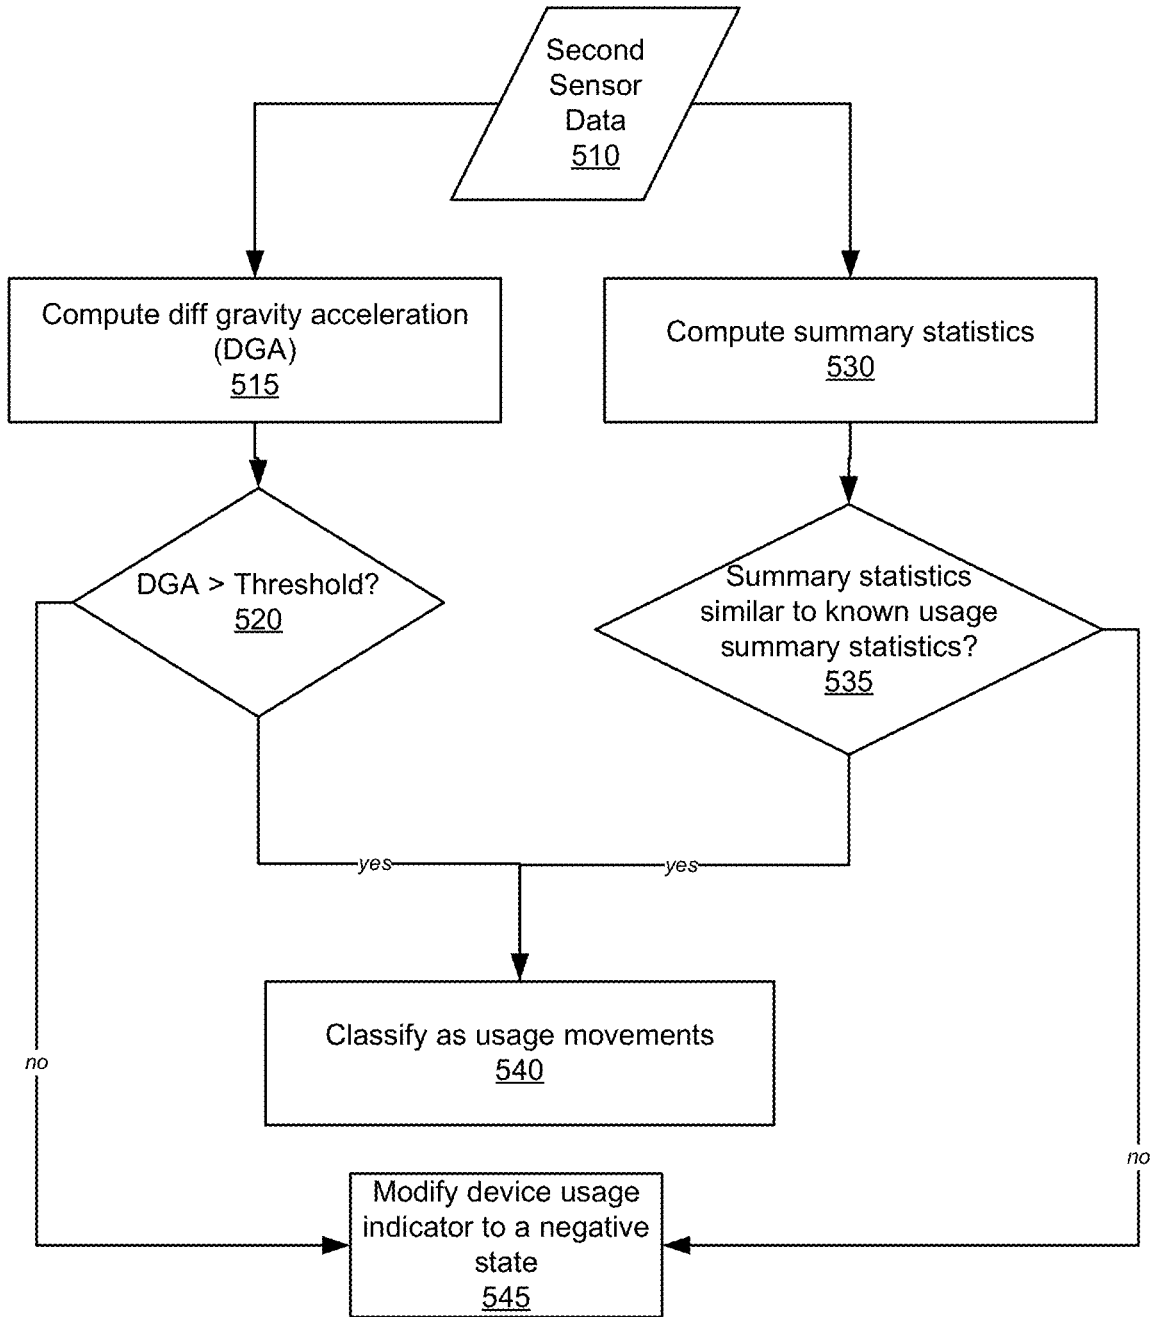 Second
Sensor
Data
510
Compute diff gravity acceleration
(DGA)
515
Compute summary statistics
530
DGA > Threshold?
520
Summary statistics
similar to known usage
summary statistics?
535
yes
yes
Classify as usage movements
540
no
no
Modify device usage
indicator to a negative
state
545